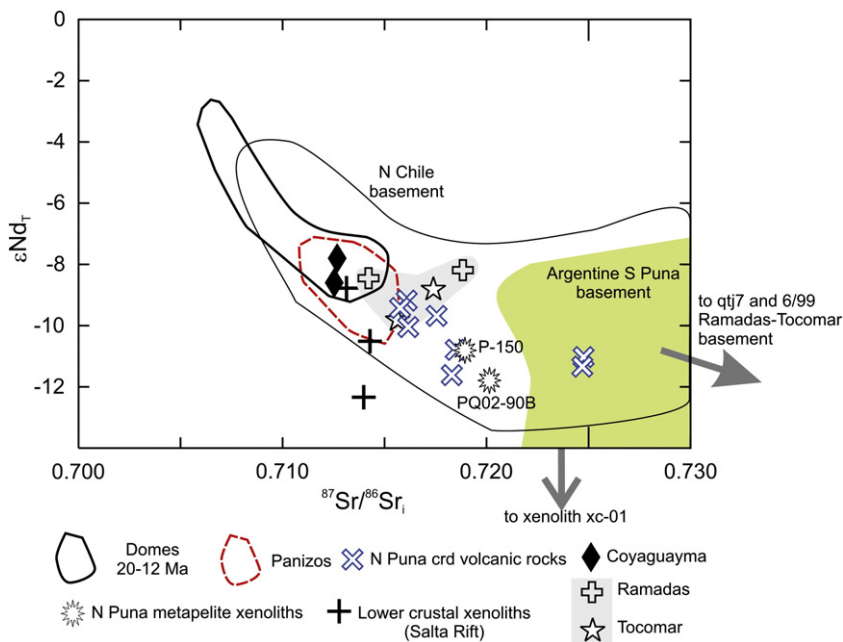 0
-2
-4
-6
-8
-10
-12
εNd_T
N Chile
basement
Argentine S Puna
basement
to qtj7 and 6/99
Ramadas-Tocomar
basement
P-150
PQ02-90B
0.700
0.710
0.720
0.730
⁸⁷Sr/⁸⁶Sr_i
to xenolith xc-01
Domes
20-12 Ma
Panizos
N Puna crd volcanic rocks
Coyaguayma
Ramadas
N Puna metapelite xenoliths
Lower crustal xenoliths
(Salta Rift)
Tocomar